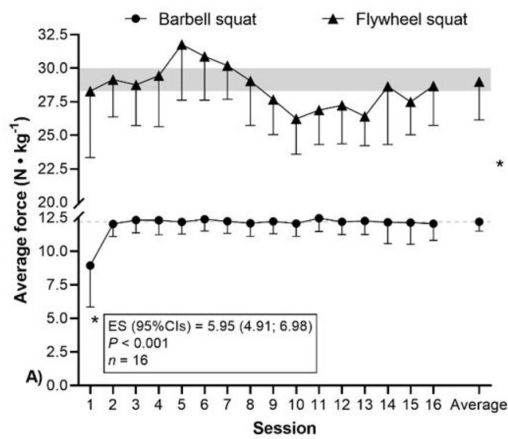 Barbell squat Flywheel squat
32.5
30.0
27.5
25.0
22.5
20.0
12.5
10.0
7.5
5.0
2.5
0.0
Average force (N • kg⁻¹)
*
*
ES (95%CIs) = 5.95 (4.91; 6.98)
P < 0.001
n = 16
A)
1 2 3 4 5 6 7 8 9 10 11 12 13 14 15 16 Average
Session